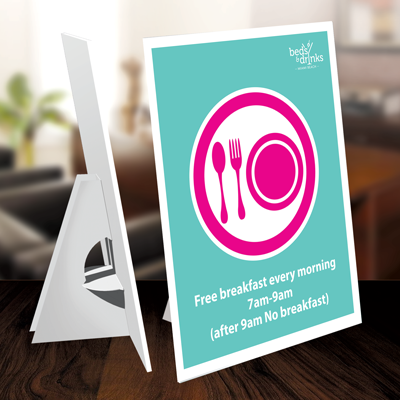 beds
& drinks
Free breakfast every morning
7am-9am
(after 9am No breakfast)